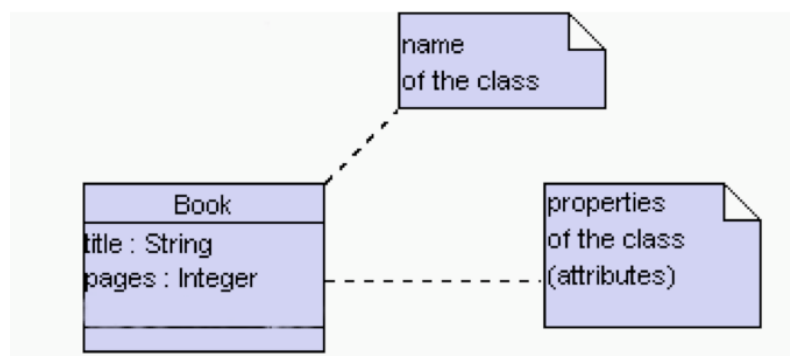 name
of the class
Book
title : String
pages : Integer
properties
of the class
(attributes)